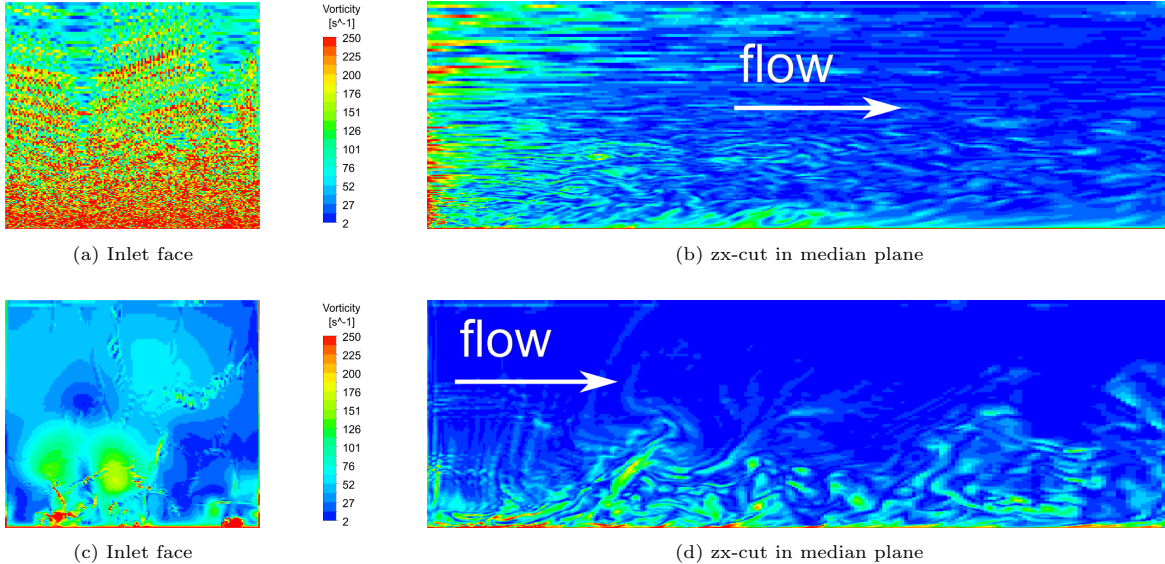 Vorticity
[s^-1]
250
225
200
176
151
126
101
76
52
27
2
flow
(a) Inlet face
(b) zx-cut in median plane
Vorticity
[s^-1]
250
225
200
176
151
126
101
76
52
27
2
flow
(c) Inlet face
(d) zx-cut in median plane